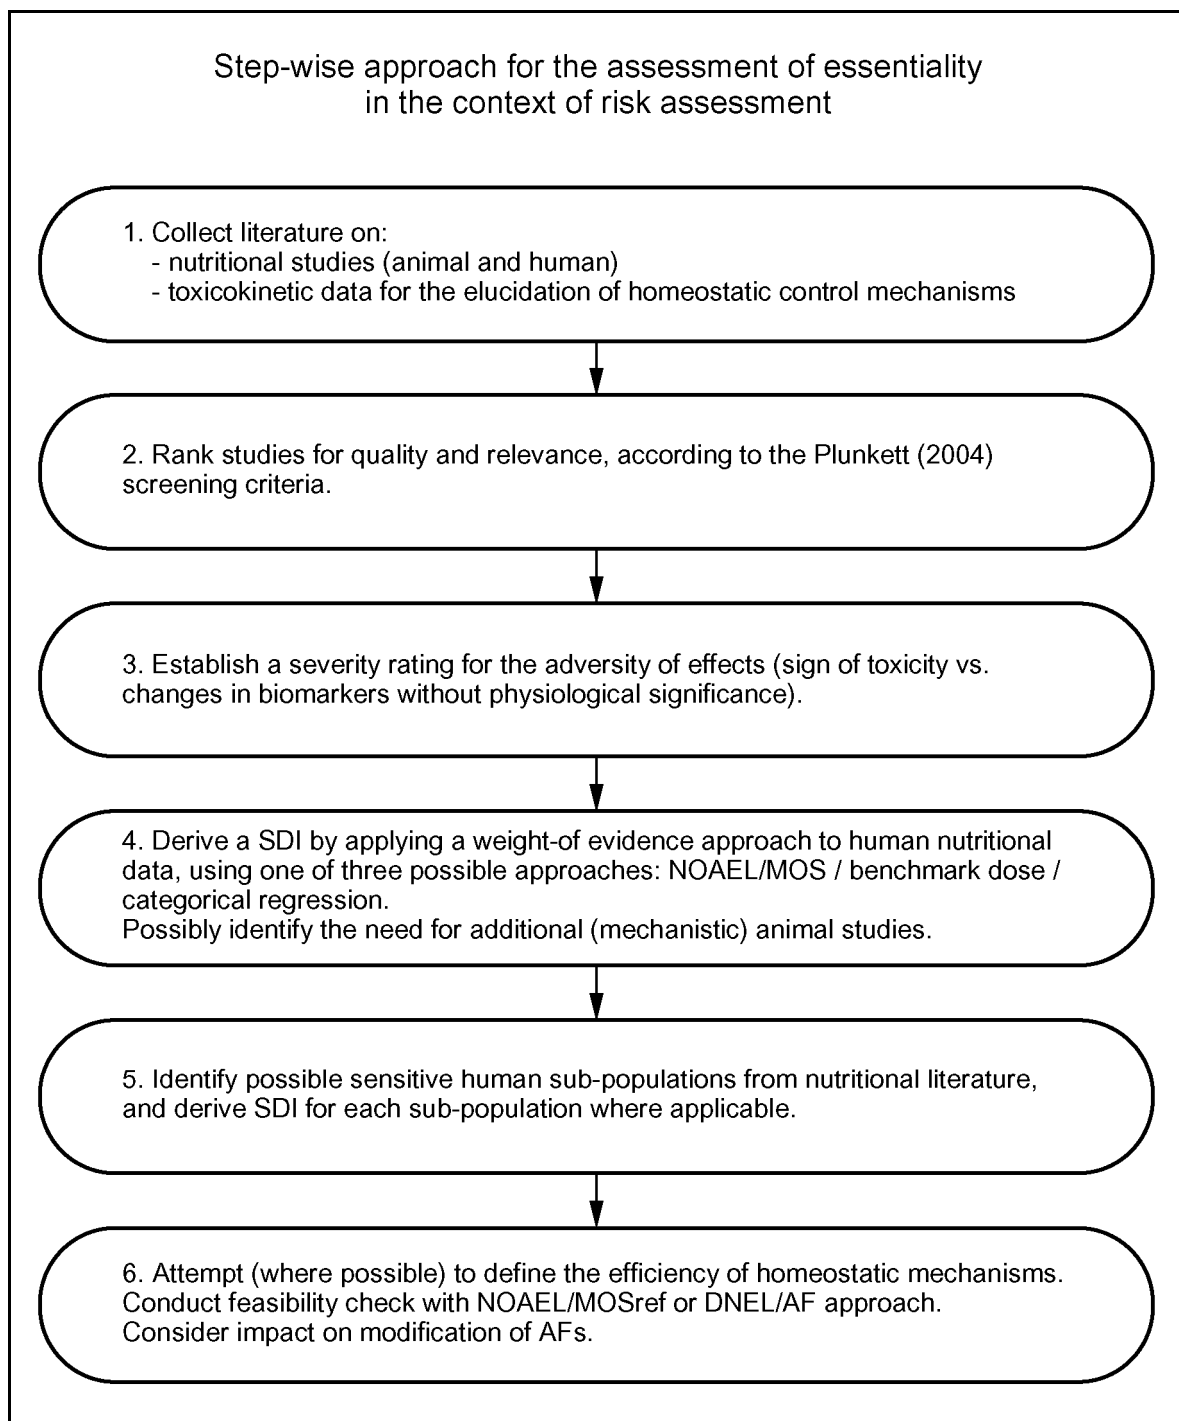 Step-wise approach for the assessment of essentiality
in the context of risk assessment
1. Collect literature on:
- nutritional studies (animal and human)
- toxicokinetic data for the elucidation of homeostatic control mechanisms
2. Rank studies for quality and relevance, according to the Plunkett (2004)
screening criteria.
3. Establish a severity rating for the adversity of effects (sign of toxicity vs.
changes in biomarkers without physiological significance).
4. Derive a SDI by applying a weight-of evidence approach to human nutritional
data, using one of three possible approaches: NOAEL/MOS / benchmark dose /
categorical regression.
Possibly identify the need for additional (mechanistic) animal studies.
5. Identify possible sensitive human sub-populations from nutritional literature,
and derive SDI for each sub-population where applicable.
6. Attempt (where possible) to define the efficiency of homeostatic mechanisms.
Conduct feasibility check with NOAEL/MOSref or DNEL/AF approach.
Consider impact on modification of AFs.